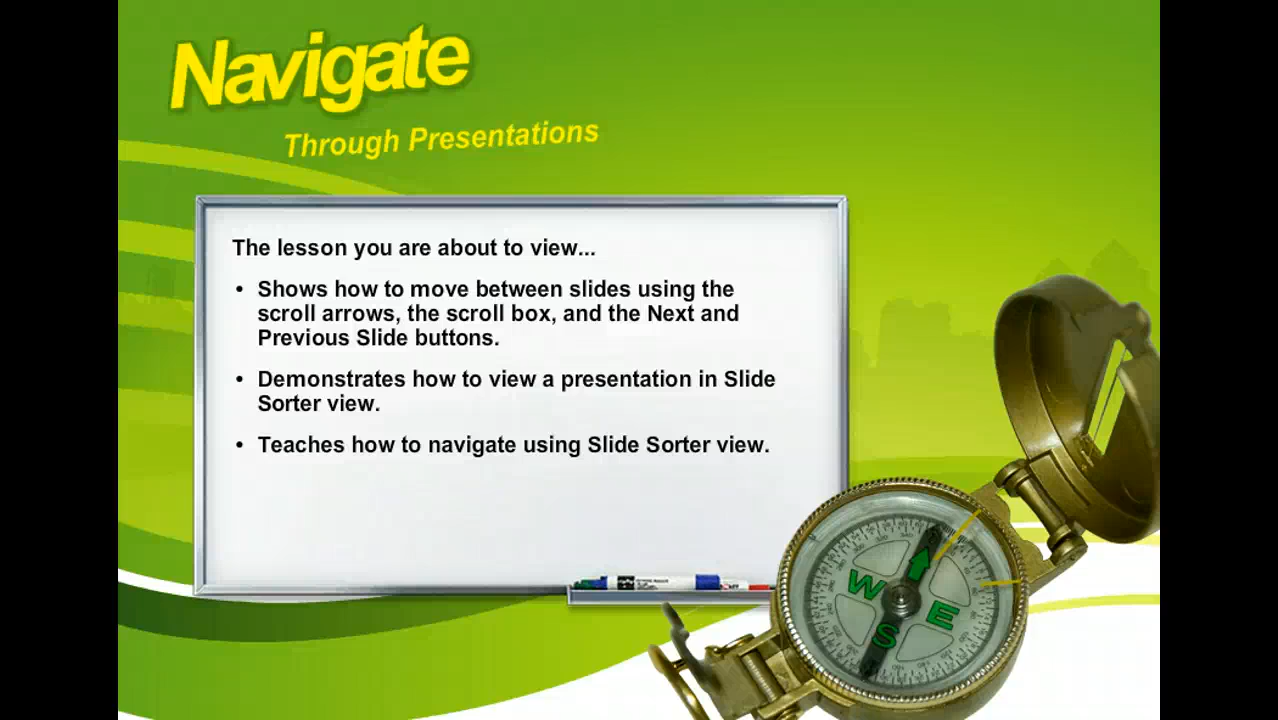 Navigate
Through Presentations
The lesson you are about to view...
• Shows how to move between slides using the
scroll arrows, the scroll box, and the Next and
Previous Slide buttons.
• Demonstrates how to view a presentation in Slide
Sorter view.
• Teaches how to navigate using Slide Sorter view.
W
E
S